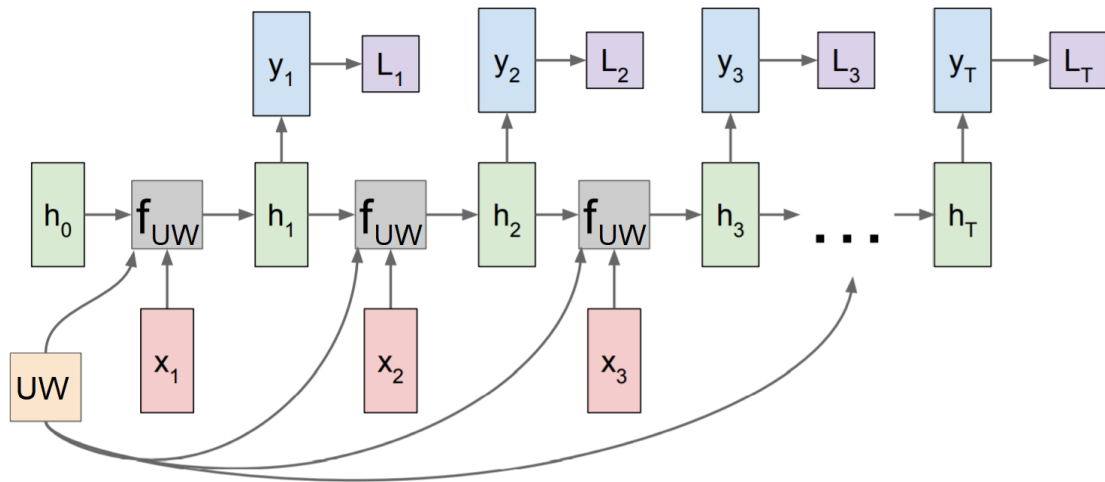 y1 L1 y2 L2 y3 L3 yT LT
h0 fUW h1 fUW h2 fUW h3 ... hT
UW x1 x2 x3